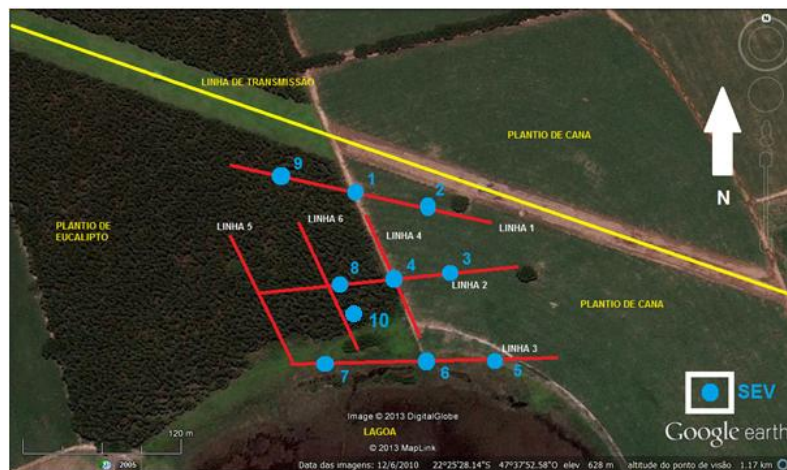 N
LINHA DE TRANSMISSÃO
PLANTIO DE CANA
9
1
2
N
LINHA 5
LINHA 6
LINHA 4
LINHA 1
PLANTIO DE
EUCALIPTO
8
4
3
LINHA 2
PLANTIO DE CANA
10
LINHA 3
7
6
5
SEV
Image © 2013 DigitalGlobe
Google earth
LAGOA
120 m
© 2013 MapLink
2005
Data das imagens: 12/6/2010 22°25'28.14"S 47°37'52.58"O elev 628 m altitude do ponto de visão 1.17 km